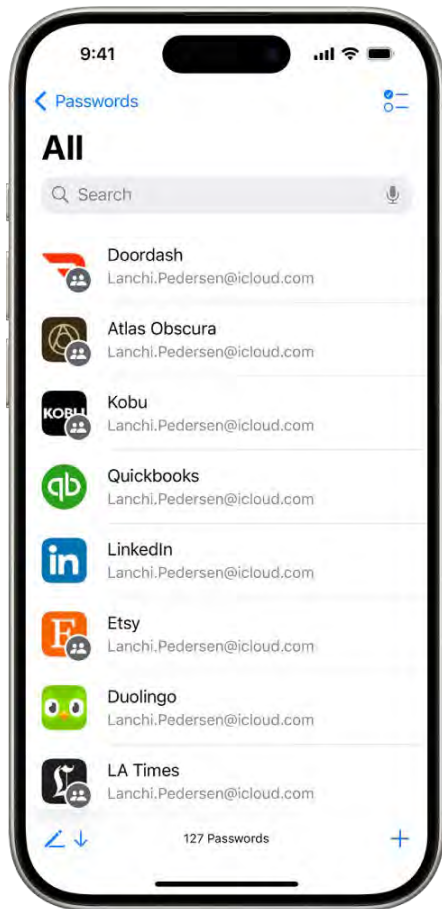 9:41
Passwords
All
Search
Doordash
Lanchi.Pedersen@icloud.com
Atlas Obscura
Lanchi.Pedersen@icloud.com
KOBU
Kobu
Lanchi.Pedersen@icloud.com
qb
Quickbooks
Lanchi.Pedersen@icloud.com
in
LinkedIn
Lanchi.Pedersen@icloud.com
E
Etsy
Lanchi.Pedersen@icloud.com
Duolingo
Lanchi.Pedersen@icloud.com
LA Times
Lanchi.Pedersen@icloud.com
127 Passwords